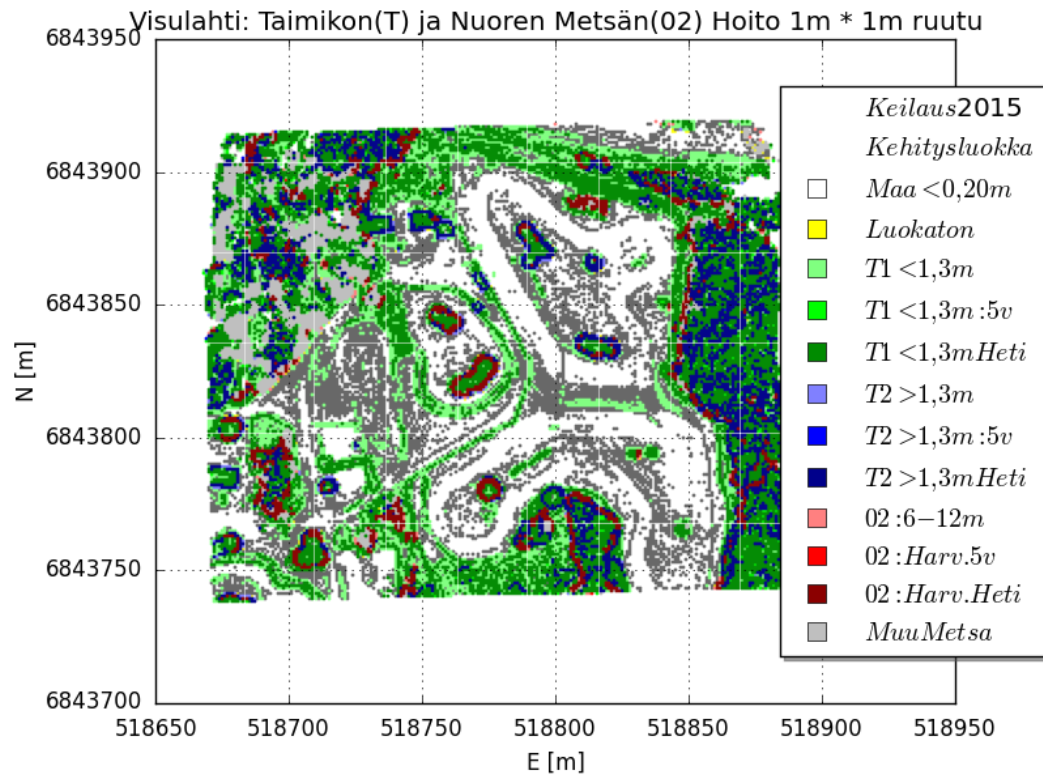 Visulahti: Taimikon(T) ja Nuoren Metsän(02) Hoito 1m * 1m ruutu
6843950
6843900
6843850
6843800
6843750
6843700
N [m]
518650 518700 518750 518800 518850 518900 518950
E [m]
Keilaus2015
Kehitysluokka
Maa<0,20m
Luokaton
T1<1,3m
T1<1,3m:5v
T1<1,3mHeti
T2>1,3m
T2>1,3m:5v
T2>1,3mHeti
02:6−12m
02:Harv.5v
02:Harv.Heti
MuuMetsa